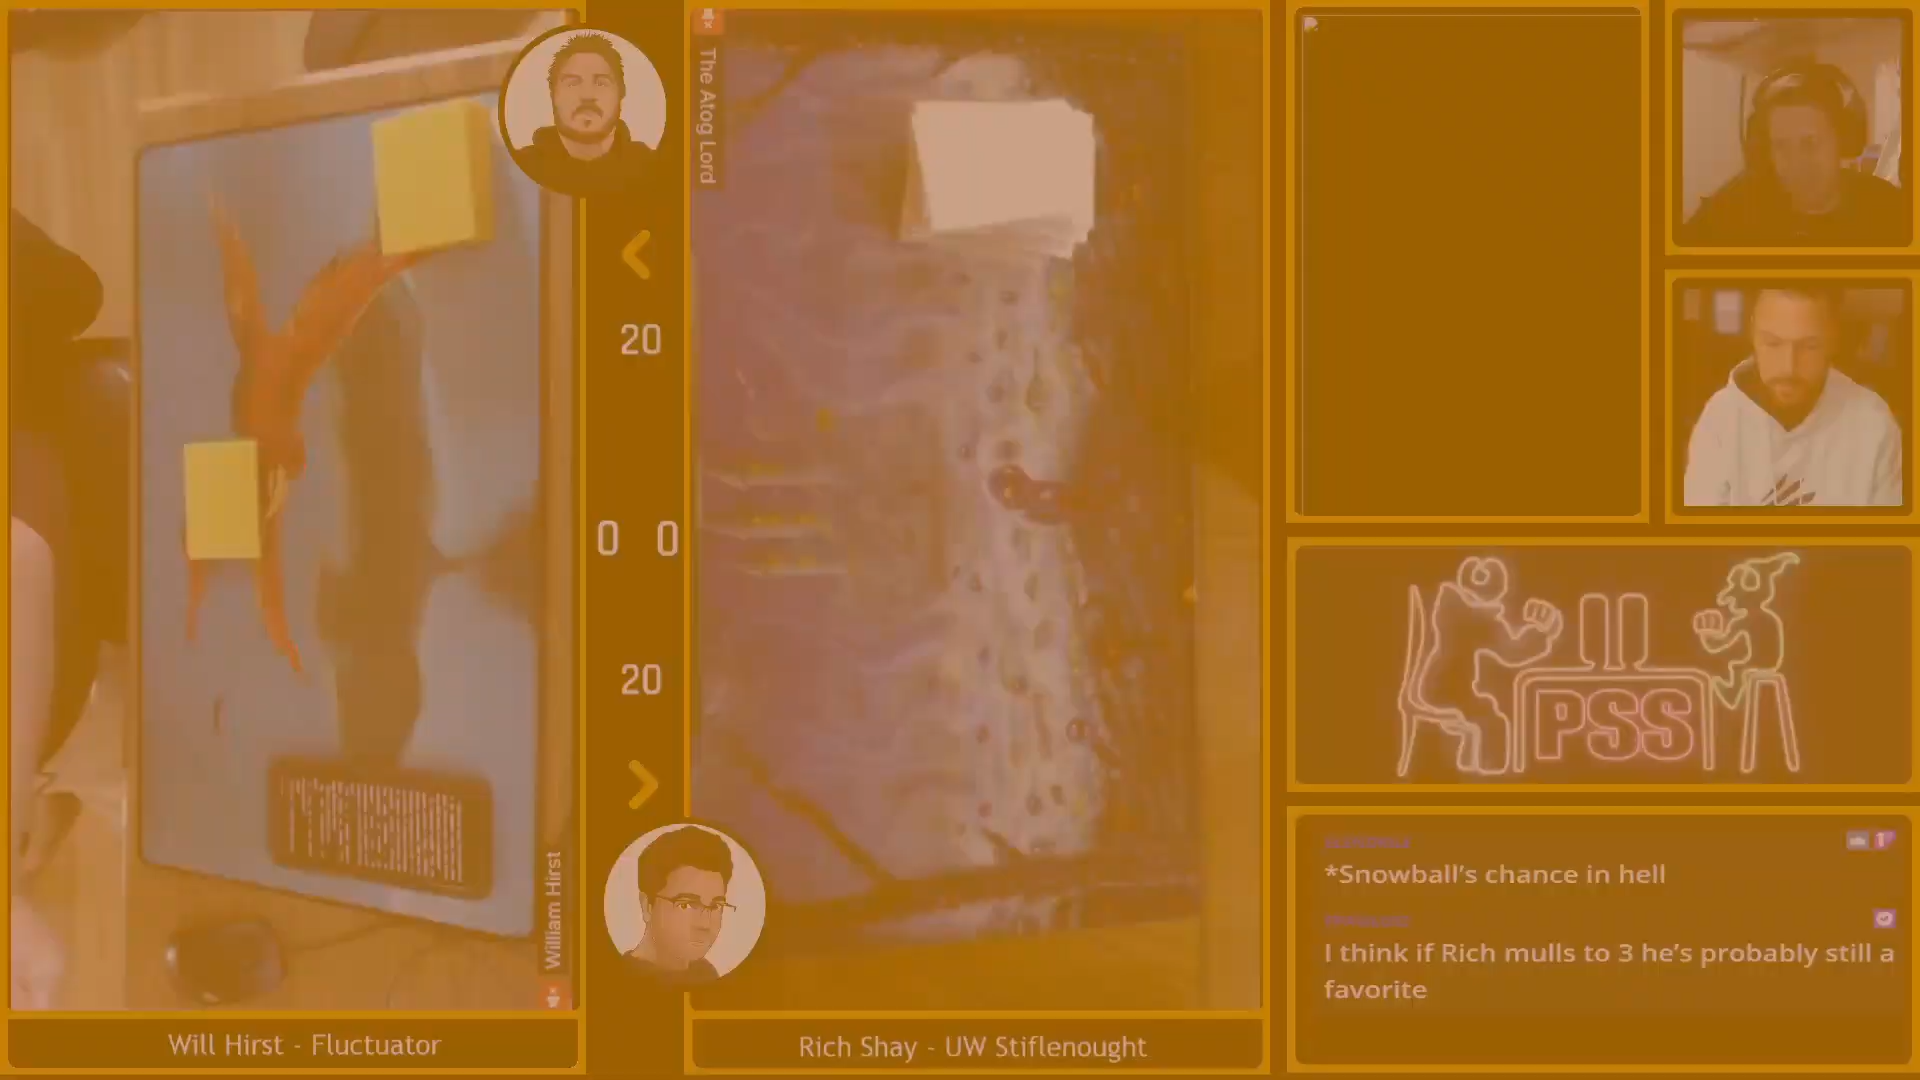 The Atog Lord
20
0 0
20
William Hirst
PSS
*Snowball's chance in hell
I think if Rich mulls to 3 he's probably still a
favorite
Will Hirst - Fluctuator
Rich Shay - UW Stiflenought